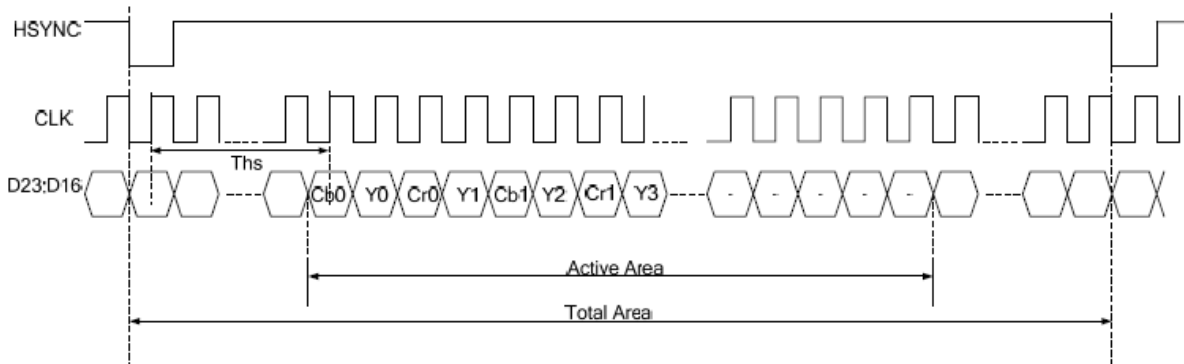 HSYNC
CLK
Ths
D23:D16 Cb0 Y0 Cr0 Y1 Cb1 Y2 Cr1 Y3 - - - - -
Active Area
Total Area